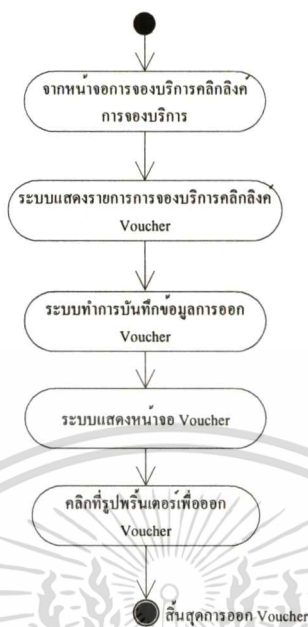 จากหน้าจอการจองบริการคลิกลิงค์
การจองบริการ
ระบบแสดงรายการการจองบริการคลิกลิงค์
Voucher
ระบบทำการบันทึกข้อมูลการออก
Voucher
ระบบแสดงหน้าจอ Voucher
คลิกที่รูปพริ้นเตอร์เพื่อออก
Voucher
สิ้นสุดการออก Voucher